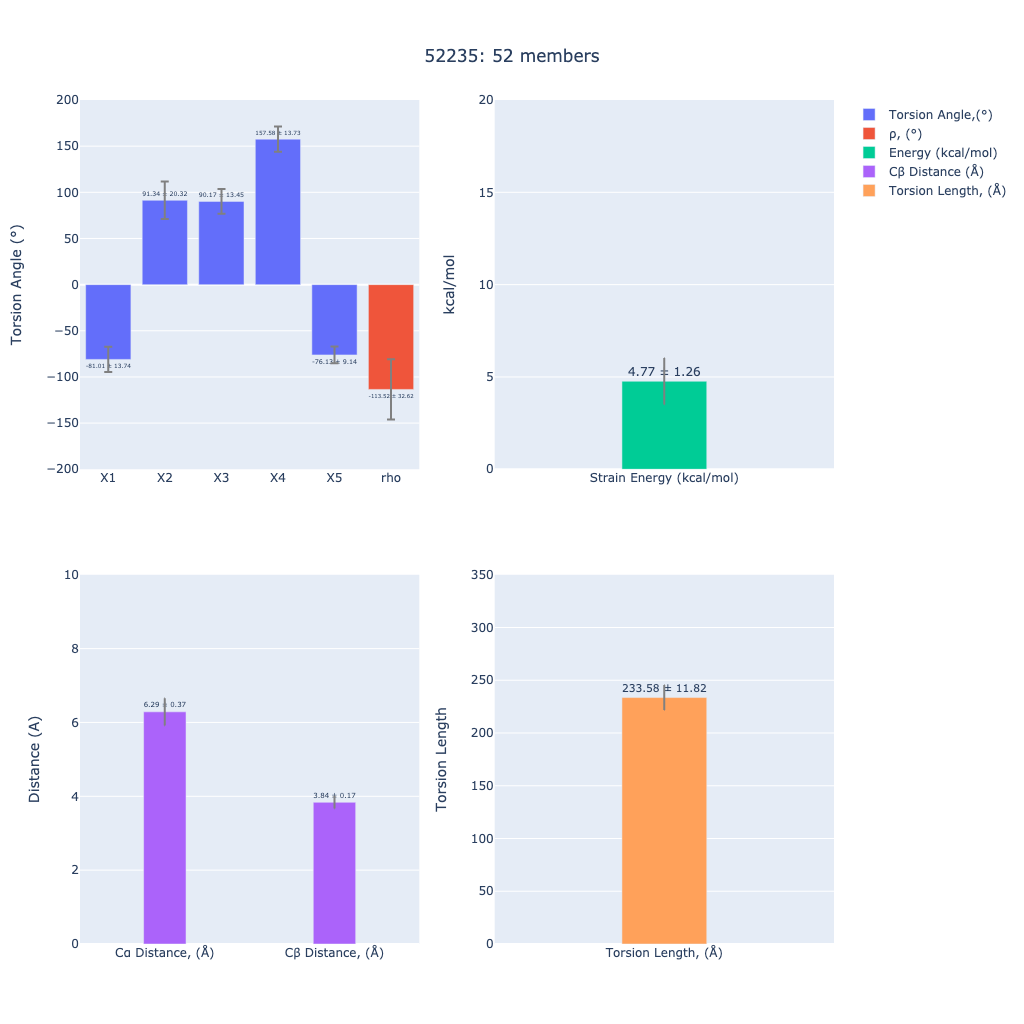 52235: 52 members
Torsion Angle (°)
200
150
100
50
0
−50
−100
−150
−200
-81.01 ± 13.74
91.34 ± 20.32
90.17 ± 13.45
157.58 ± 13.73
-76.13 ± 9.14
-113.52 ± 32.62
X1
X2
X3
X4
X5
rho
kcal/mol
20
15
10
5
0
4.77 ± 1.26
Strain Energy (kcal/mol)
Torsion Angle,(°)
ρ, (°)
Energy (kcal/mol)
Cβ Distance (Å)
Torsion Length, (Å)
Distance (A)
10
8
6
4
2
0
6.29 ± 0.37
3.84 ± 0.17
Cα Distance, (Å)
Cβ Distance, (Å)
Torsion Length
350
300
250
200
150
100
50
0
233.58 ± 11.82
Torsion Length, (Å)